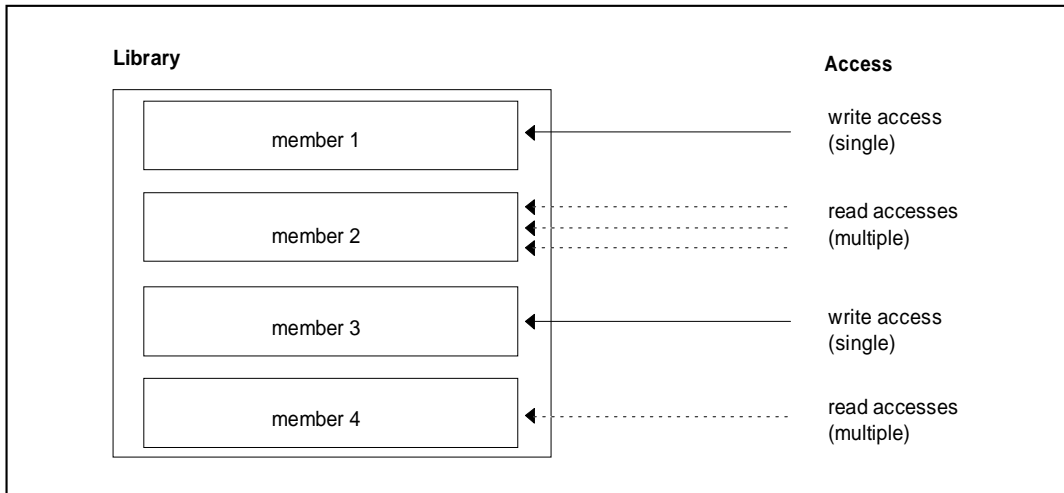 Library
Access
member 1
write access
(single)
member 2
read accesses
(multiple)
member 3
write access
(single)
member 4
read accesses
(multiple)